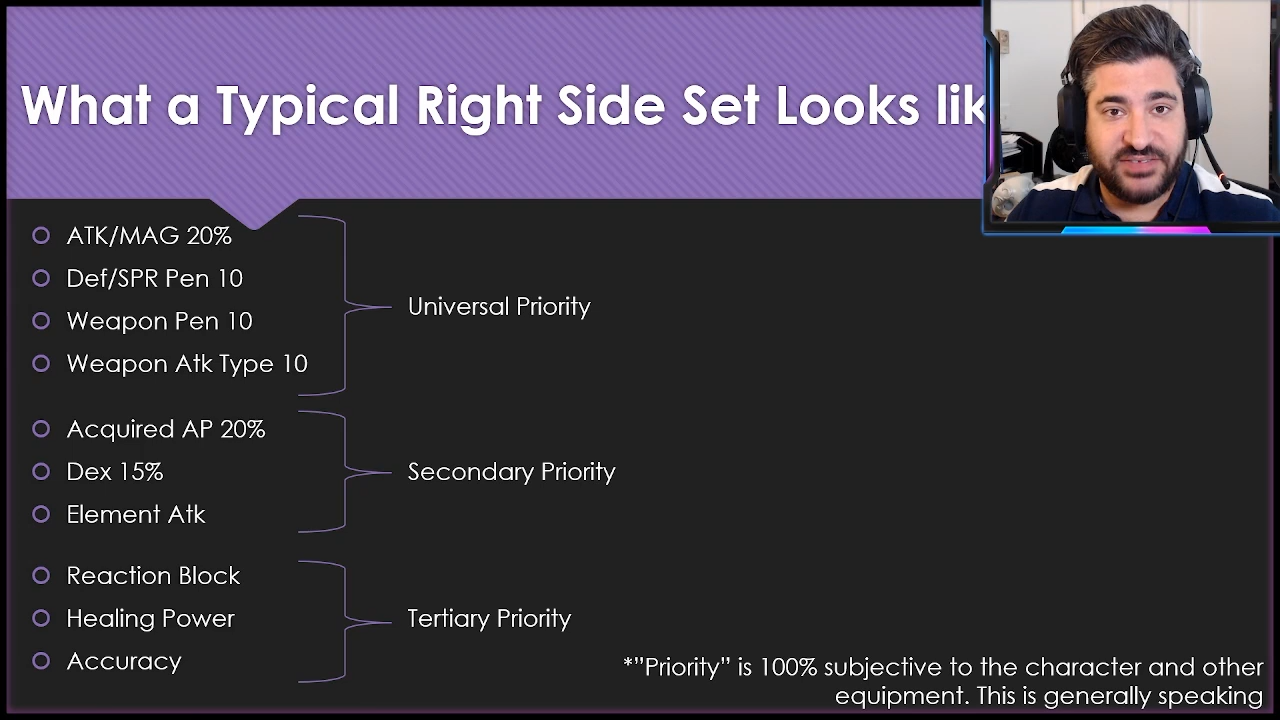 What a Typical Right Side Set Looks lik
ATK/MAG 20%
Def/SPR Pen 10
Weapon Pen 10
Weapon Atk Type 10
Universal Priority
Acquired AP 20%
Dex 15%
Element Atk
Secondary Priority
Reaction Block
Healing Power
Accuracy
Tertiary Priority
*”Priority” is 100% subjective to the character and other
equipment. This is generally speaking